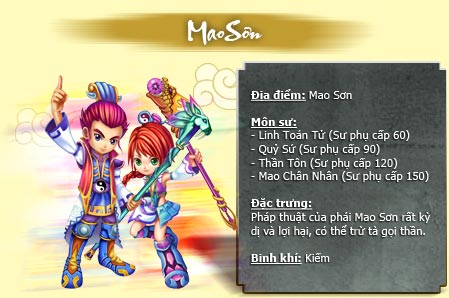 MaoSơn
Địa điểm: Mao Sơn
Môn sư:
- Linh Toán Tử (Sư phụ cấp 60)
- Quỷ Sứ (Sư phụ cấp 90)
- Thần Tôn (Sư phụ cấp 120)
- Mao Chân Nhân (Sư phụ cấp 150)
Đặc trưng:
Pháp thuật của phái Mao Sơn rất kỳ
dị và lợi hại, có thể trừ tà gọi thần.
Binh khí: Kiếm